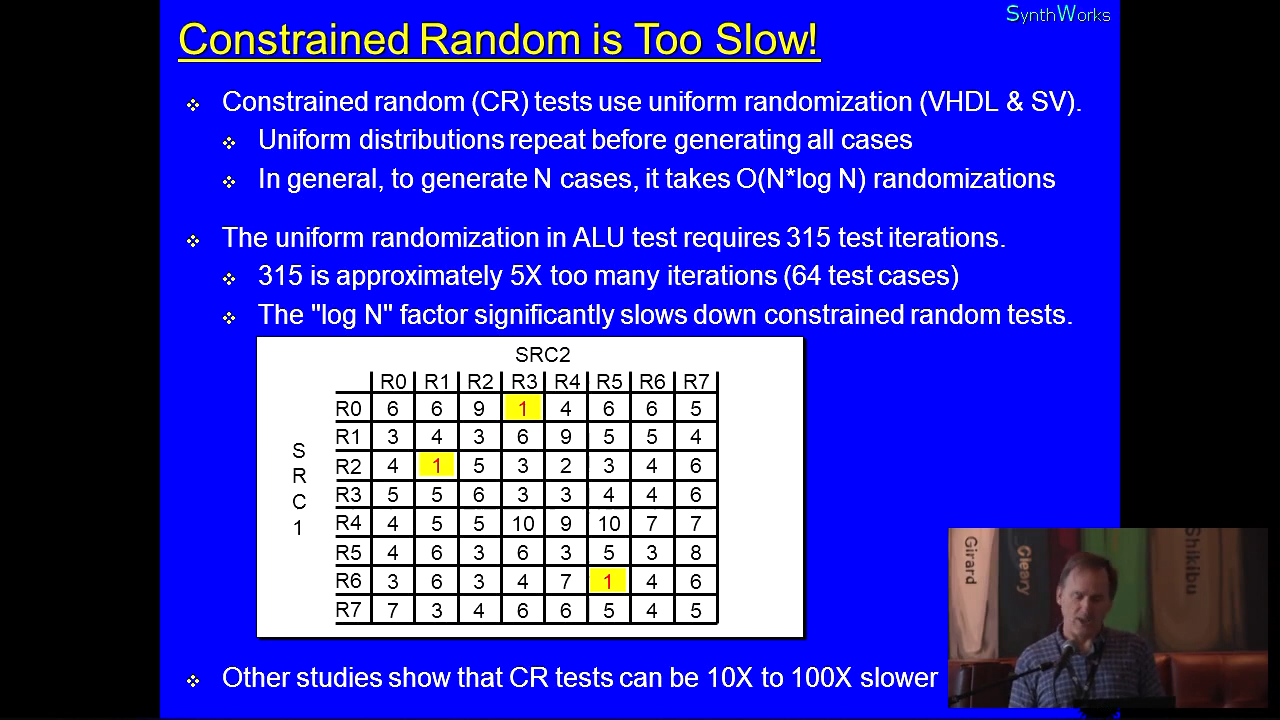 SynthWorks
Constrained Random is Too Slow!
Constrained random (CR) tests use uniform randomization (VHDL & SV).
Uniform distributions repeat before generating all cases
In general, to generate N cases, it takes O(N*log N) randomizations
The uniform randomization in ALU test requires 315 test iterations.
315 is approximately 5X too many iterations (64 test cases)
The "log N" factor significantly slows down constrained random tests.
SRC2
R0 R1 R2 R3 R4 R5 R6 R7
SRC1
R0 6 6 9 1 4 6 6 5
R1 3 4 3 6 9 5 5 4
R2 4 1 5 3 2 3 4 6
R3 5 5 6 3 3 4 4 6
R4 4 5 5 10 9 10 7 7
R5 4 6 3 6 3 5 3 8
R6 3 6 3 4 7 1 4 6
R7 7 3 4 6 6 5 4 5
Other studies show that CR tests can be 10X to 100X slower
Girard
Cleary
Shikibu